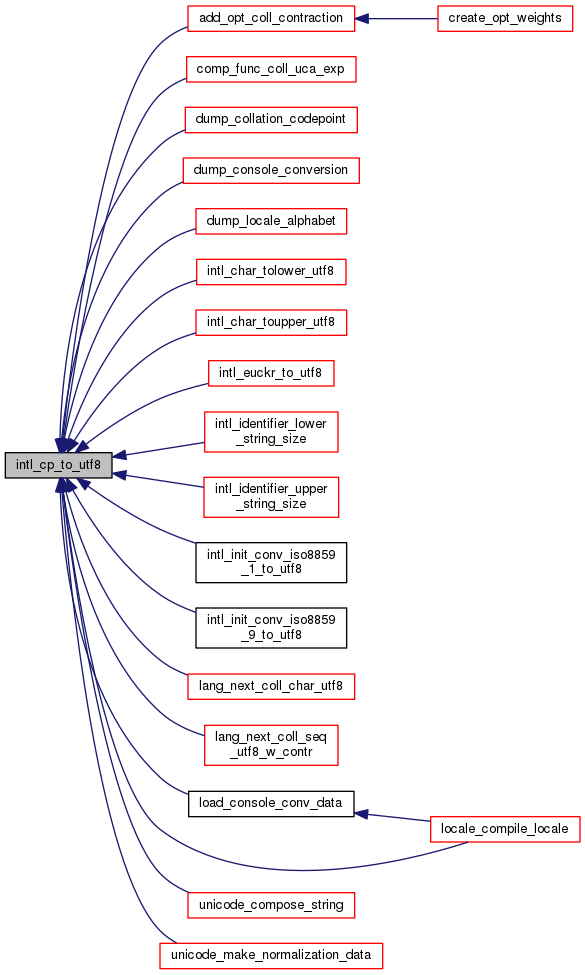 add_opt_coll_contraction
create_opt_weights
comp_func_coll_uca_exp
dump_collation_codepoint
dump_console_conversion
dump_locale_alphabet
intl_char_tolower_utf8
intl_char_toupper_utf8
intl_euckr_to_utf8
intl_identifier_lower
_string_size
intl_cp_to_utf8
intl_identifier_upper
_string_size
intl_init_conv_iso8859
_1_to_utf8
intl_init_conv_iso8859
_9_to_utf8
lang_next_coll_char_utf8
lang_next_coll_seq
_utf8_w_contr
load_console_conv_data
locale_compile_locale
unicode_compose_string
unicode_make_normalization_data